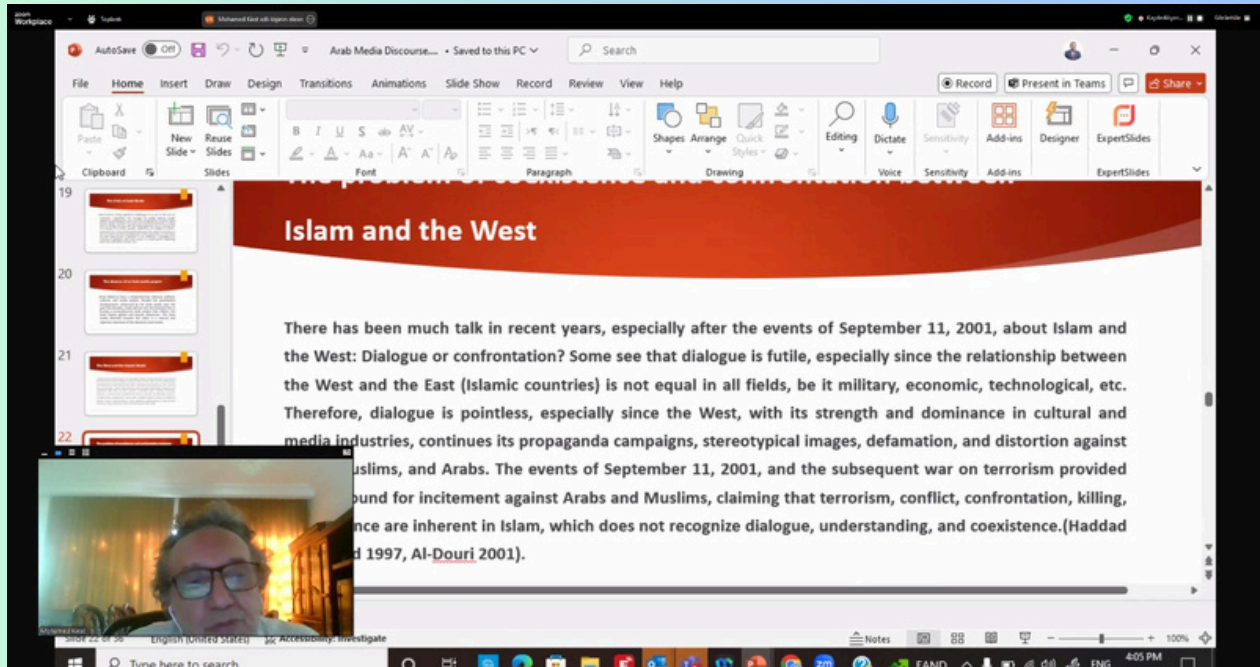 zoom
Workplace
Toplantı
AutoSave Off
Arab Media Discourse.... • Saved to this PC
Search
File Home Insert Draw Design Transitions Animations Slide Show Record Review View Help
Record
Present in Teams
Share
Paste
New
Slide
Reuse
Slides
B I U S ab AV
Aa
Shapes Arrange Quick
Styles
Editing
Dictate
Sensitivity
Add-ins
Designer
ExpertSlides
Clipboard
Slides
Font
Paragraph
Drawing
Voice
Sensitivity
Add-ins
ExpertSlides
19
20
21
22
Islam and the West
There has been much talk in recent years, especially after the events of September 11, 2001, about Islam and
the West: Dialogue or confrontation? Some see that dialogue is futile, especially since the relationship between
the West and the East (Islamic countries) is not equal in all fields, be it military, economic, technological, etc.
Therefore, dialogue is pointless, especially since the West, with its strength and dominance in cultural and
media industries, continues its propaganda campaigns, stereotypical images, defamation, and distortion against
uslims, and Arabs. The events of September 11, 2001, and the subsequent war on terrorism provided
ound for incitement against Arabs and Muslims, claiming that terrorism, conflict, confrontation, killing,
nce are inherent in Islam, which does not recognize dialogue, understanding, and coexistence.(Haddad
d 1997, Al-Douri 2001).
Slide 22 of 36
English (United States)
Accessibility: Investigate
Notes
100%
Type here to search
EAND
ENG
4:05 PM